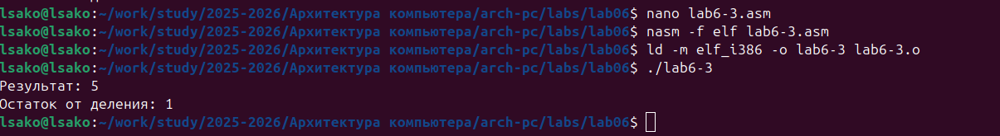 lsako@lsako:~/work/study/2025-2026/Архитектура компьютера/arch-pc/labs/lab06$ nano lab6-3.asm
lsako@lsako:~/work/study/2025-2026/Архитектура компьютера/arch-pc/labs/lab06$ nasm -f elf lab6-3.asm
lsako@lsako:~/work/study/2025-2026/Архитектура компьютера/arch-pc/labs/lab06$ ld -m elf_i386 -o lab6-3 lab6-3.o
lsako@lsako:~/work/study/2025-2026/Архитектура компьютера/arch-pc/labs/lab06$ ./lab6-3
Результат: 5
Остаток от деления: 1
lsako@lsako:~/work/study/2025-2026/Архитектура компьютера/arch-pc/labs/lab06$